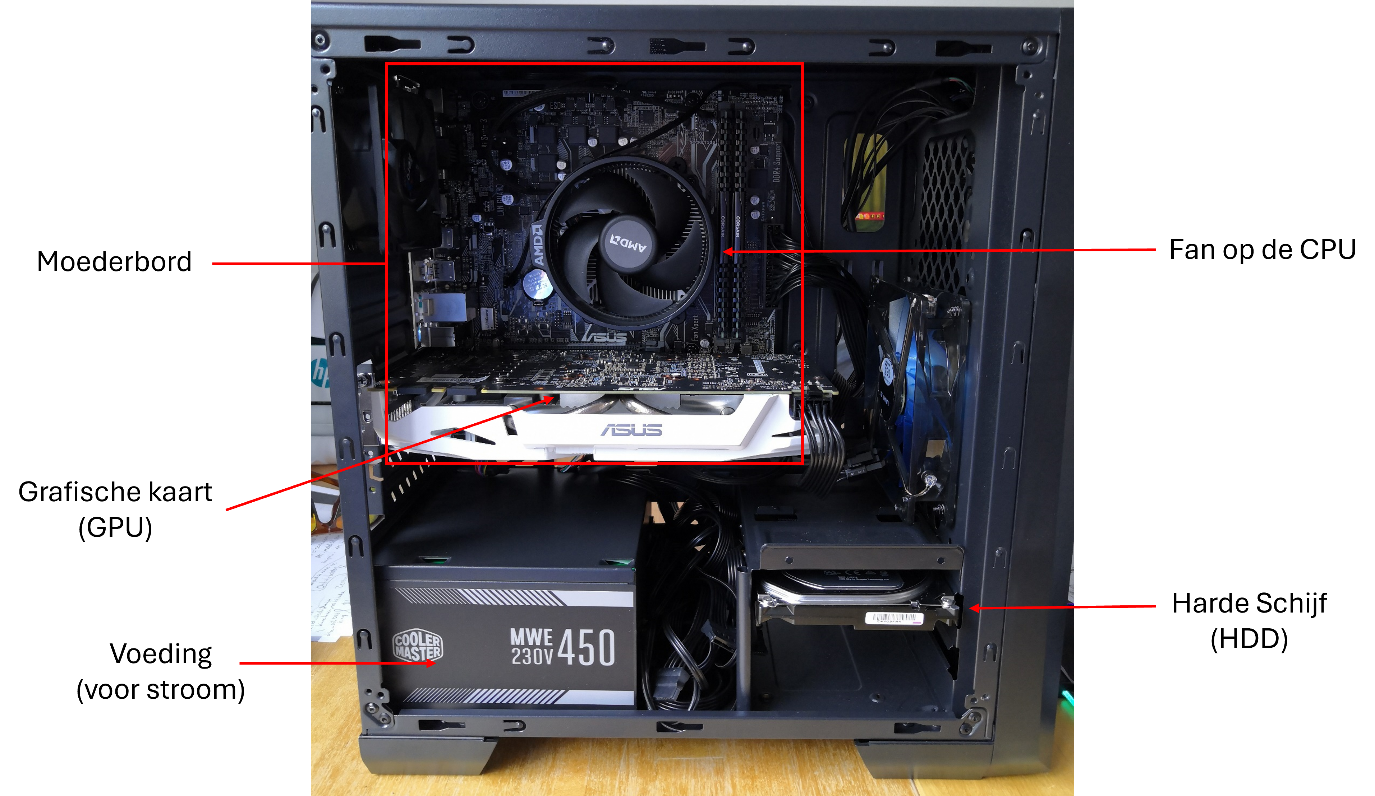 Moederbord
Fan op de CPU
Grafische kaart
(GPU)
Harde Schijf
(HDD)
Voeding
(voor stroom)
AMD
AMD
ASUS
ASUS
hp
COOLER
MASTER
MWE 450
230V